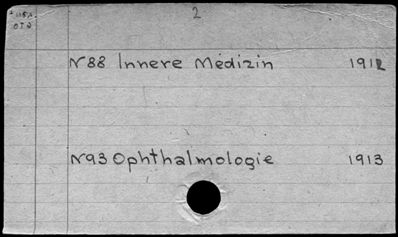 2
N88 Innere Medizin 1912
N93 Ophthalmologie 1913